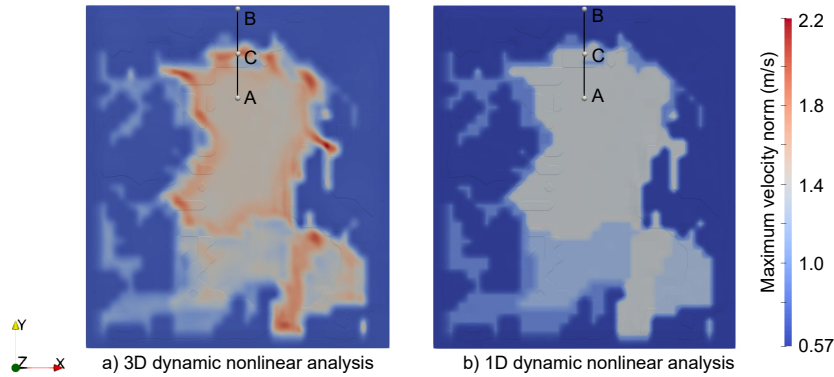 B
C
A
B
C
A
2.2
1.8
1.4
1.0
0.57
Maximum velocity norm (m/s)
Y
Z
X
a) 3D dynamic nonlinear analysis
b) 1D dynamic nonlinear analysis